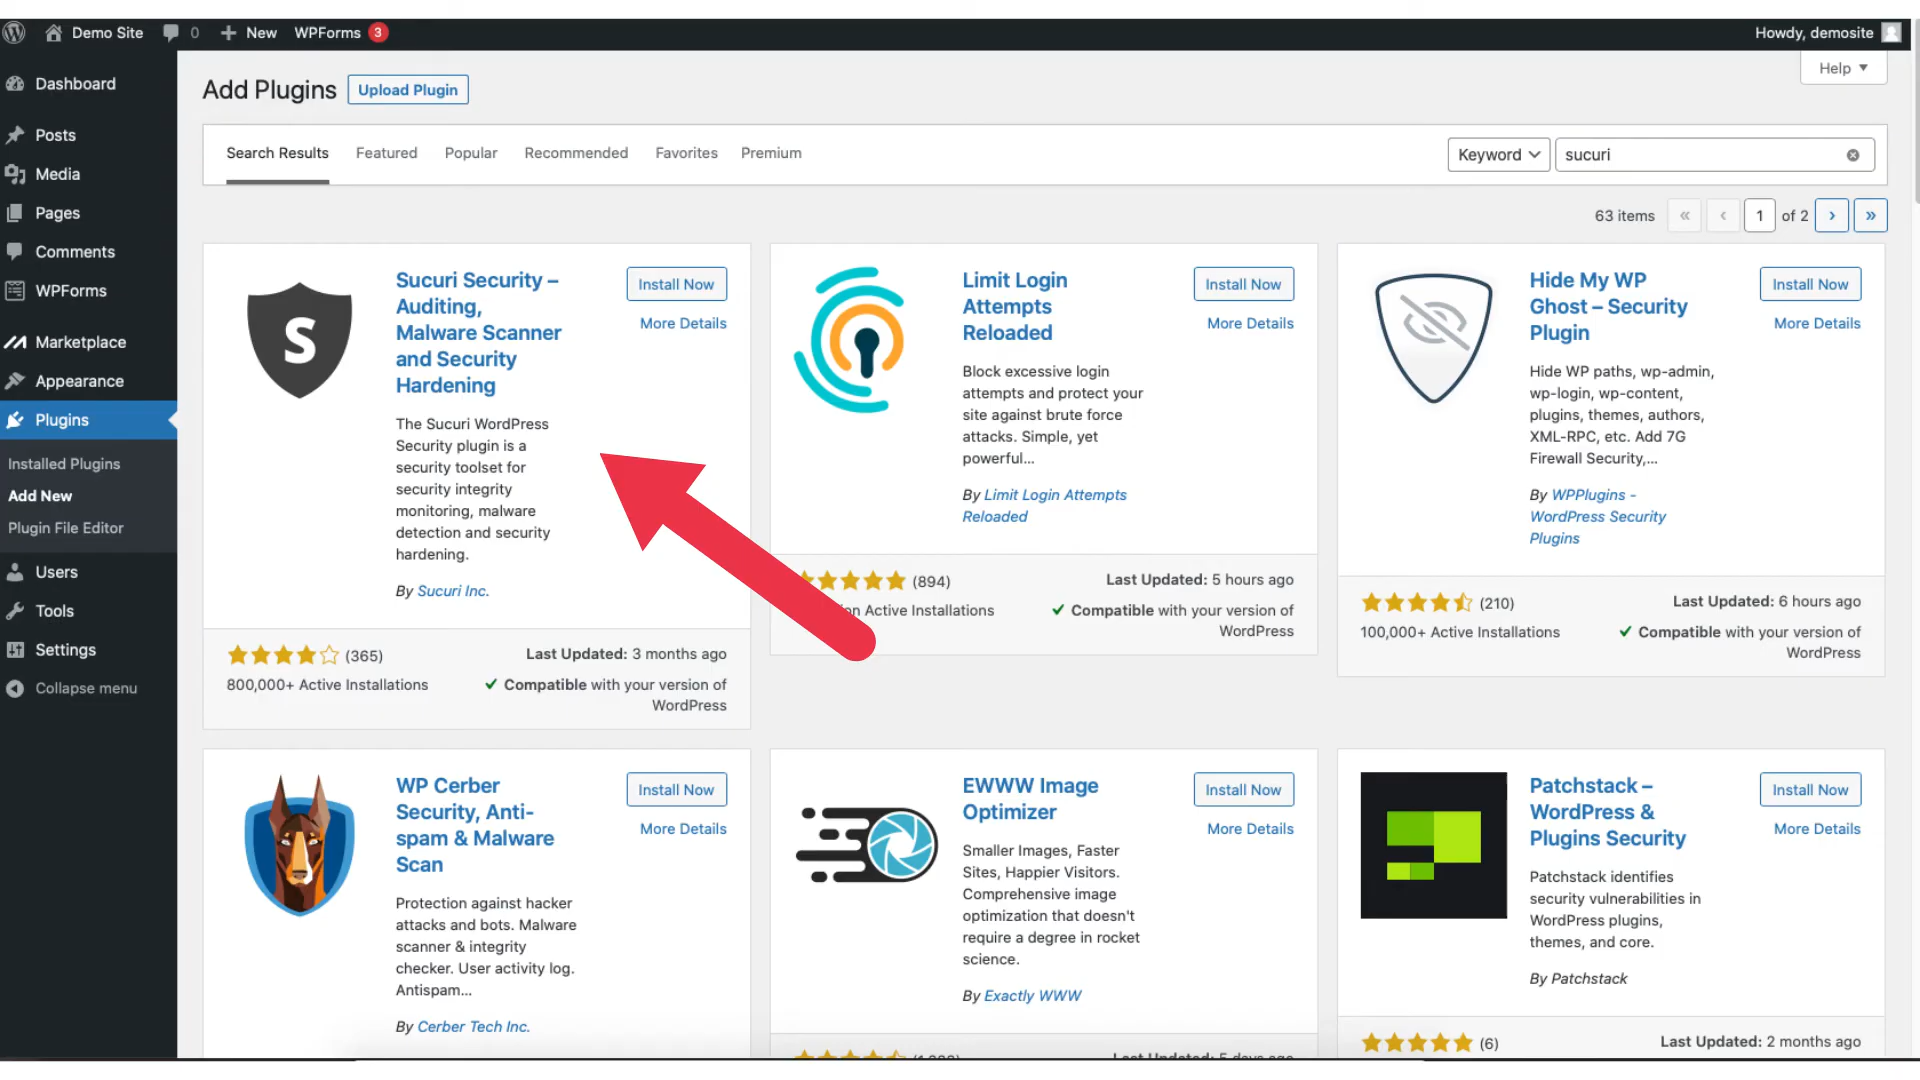 Demo Site 0 New WPForms 3 Howdy, demosite
Help
Dashboard
Posts
Media
Pages
Comments
WPForms
Marketplace
Appearance
Plugins
Installed Plugins
Add New
Plugin File Editor
Users
Tools
Settings
Collapse menu
Add Plugins Upload Plugin
Search Results Featured Popular Recommended Favorites Premium Keyword sucuri
63 items « ‹ 1 of 2 › »
S
Sucuri Security –
Auditing,
Malware Scanner
and Security
Hardening
Install Now
More Details
The Sucuri WordPress
Security plugin is a
security toolset for
security integrity
monitoring, malware
detection and security
hardening.
By Sucuri Inc.
(365)
Last Updated: 3 months ago
800,000+ Active Installations
Compatible with your version of
WordPress
Limit Login
Attempts
Reloaded
Install Now
More Details
Block excessive login
attempts and protect your
site against brute force
attacks. Simple, yet
powerful...
By Limit Login Attempts
Reloaded
(894)
Last Updated: 5 hours ago
Active Installations
Compatible with your version of
WordPress
Hide My WP
Ghost – Security
Plugin
Install Now
More Details
Hide WP paths, wp-admin,
wp-login, wp-content,
plugins, themes, authors,
XML-RPC, etc. Add 7G
Firewall Security,...
By WPPlugins -
WordPress Security
Plugins
(210)
Last Updated: 6 hours ago
100,000+ Active Installations
Compatible with your version of
WordPress
WP Cerber
Security, Anti-
spam & Malware
Scan
Install Now
More Details
Protection against hacker
attacks and bots. Malware
scanner & integrity
checker. User activity log.
Antispam...
By Cerber Tech Inc.
EWWW Image
Optimizer
Install Now
More Details
Smaller Images, Faster
Sites, Happier Visitors.
Comprehensive image
optimization that doesn't
require a degree in rocket
science.
By Exactly WWW
Last Updated: 5 days ago
Patchstack –
WordPress &
Plugins Security
Install Now
More Details
Patchstack identifies
security vulnerabilities in
WordPress plugins,
themes, and core.
By Patchstack
(6)
Last Updated: 2 months ago